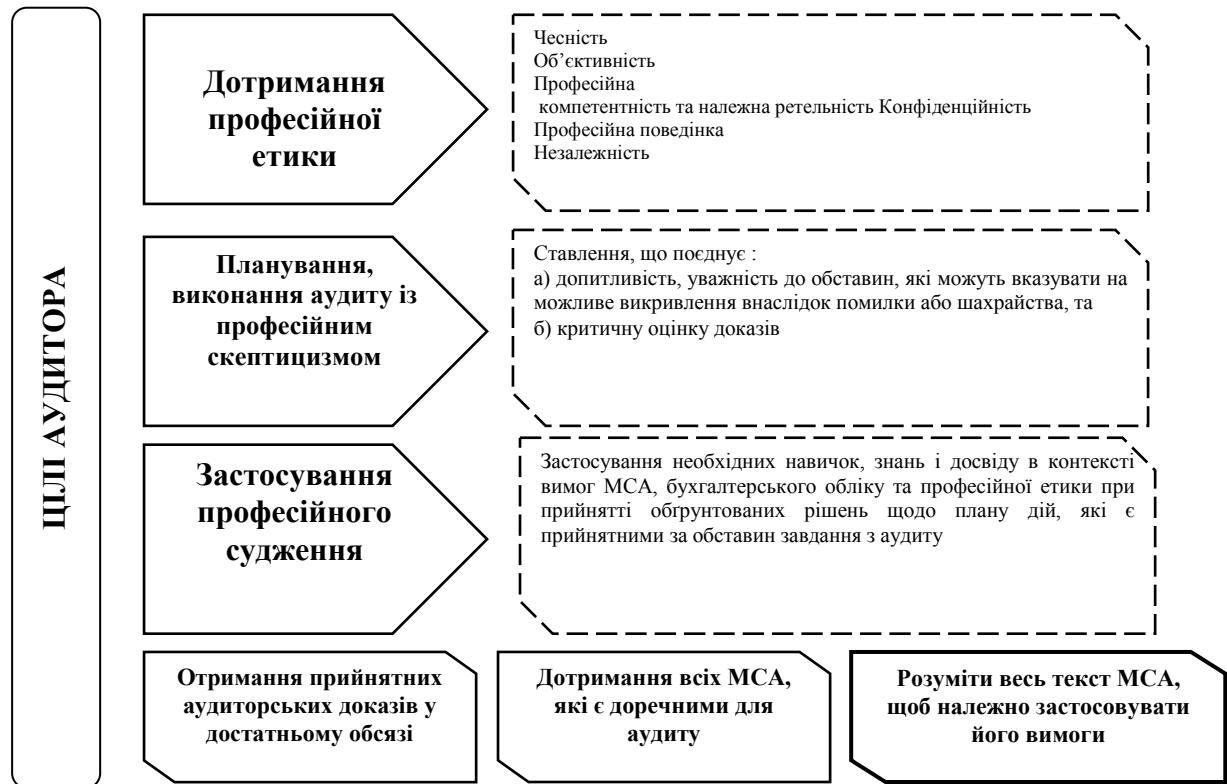 ЦІЛІ АУДИТОРА
Дотримання
професійної
етики
Чесність
Об’єктивність
Професійна
компетентність та належна ретельність Конфіденційність
Професійна поведінка
Незалежність
Планування,
виконання аудиту із
професійним
скептицизмом
Ставлення, що поєднує :
а) допитливість, уважність до обставин, які можуть вказувати на
можливе викривлення внаслідок помилки або шахрайства, та
б) критичну оцінку доказів
Застосування
професійного
судження
Застосування необхідних навичок, знань і досвіду в контексті
вимог МСА, бухгалтерського обліку та професійної етики при
прийнятті обґрунтованих рішень щодо плану дій, які є
прийнятними за обставин завдання з аудиту
Отримання прийнятних
аудиторських доказів у
достатньому обсязі
Дотримання всіх МСА,
які є доречними для
аудиту
Розуміти весь текст МСА,
щоб належно застосовувати
його вимоги